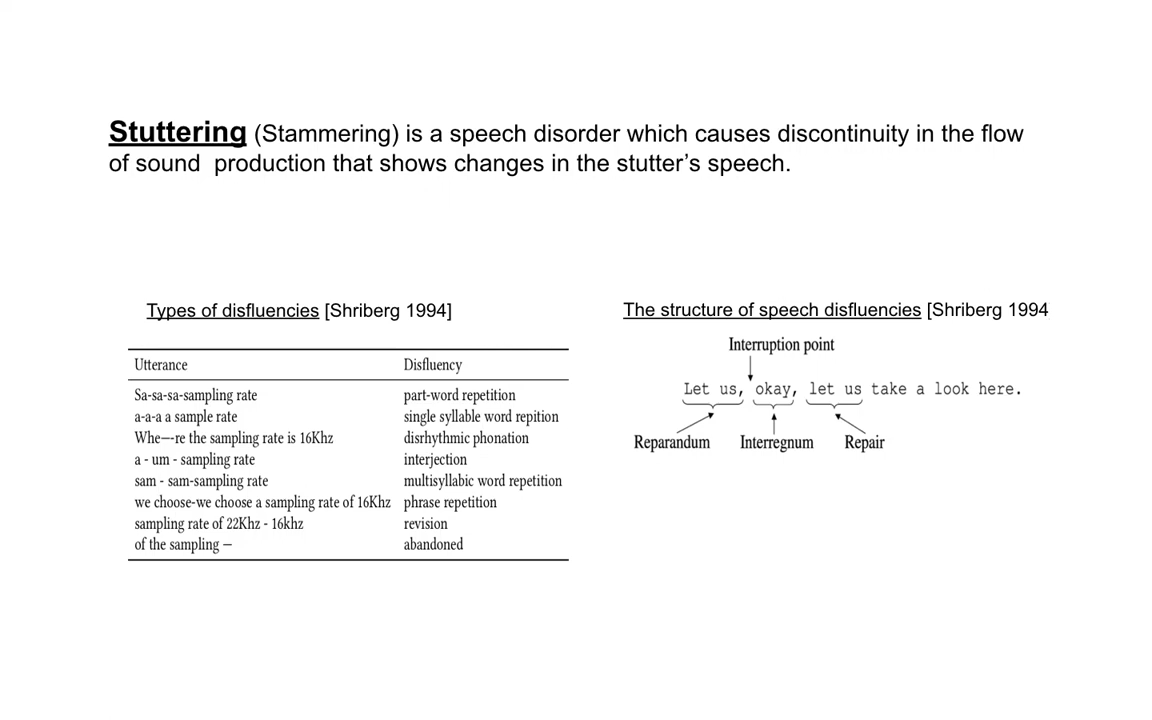 Stuttering (Stammering) is a speech disorder which causes discontinuity in the flow
of sound production that shows changes in the stutter's speech.
Types of disfluencies [Shriberg 1994]
Utterance Disfluency
Sa-sa-sa-sampling rate part-word repetition
a-a-a a sample rate single syllable word repition
Whe—-re the sampling rate is 16Khz disrhythmic phonation
a - um - sampling rate interjection
sam - sam-sampling rate multisyllabic word repetition
we choose-we choose a sampling rate of 16Khz phrase repetition
sampling rate of 22Khz - 16khz revision
of the sampling – abandoned
The structure of speech disfluencies [Shriberg 1994
Interruption point
Let us, okay, let us take a look here.
Reparandum Interregnum Repair